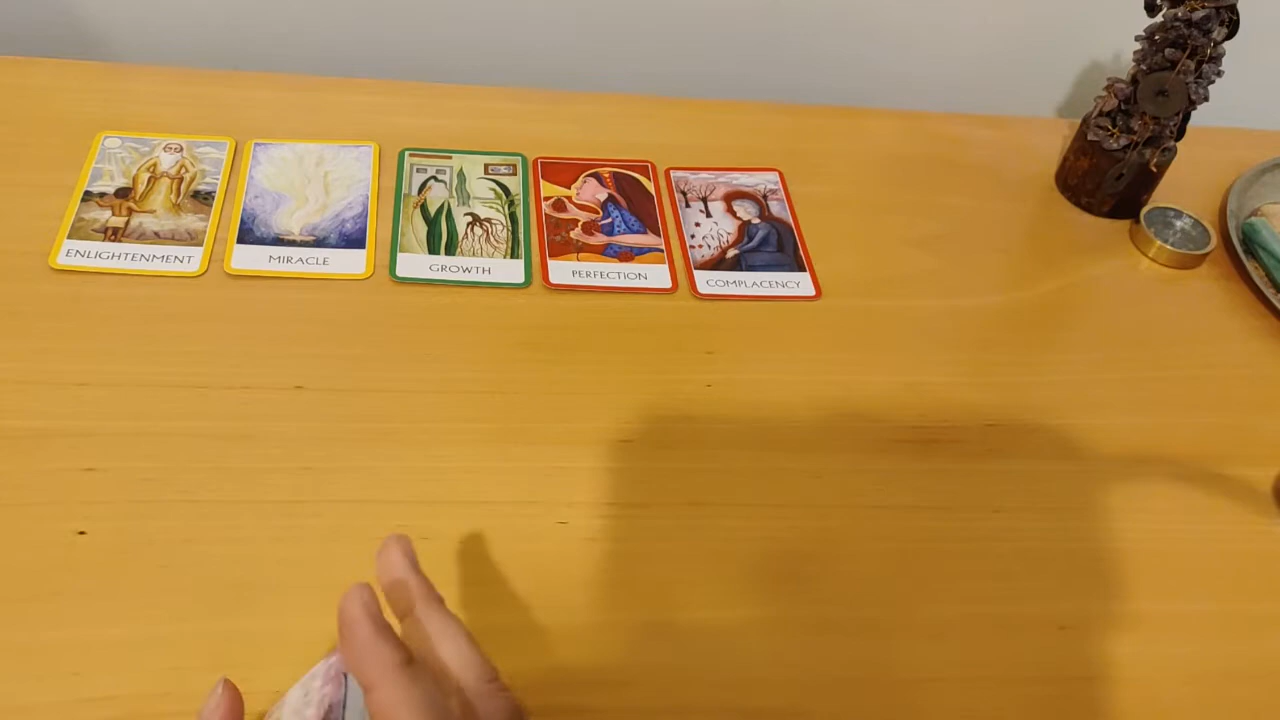 ENLIGHTENMENT
MIRACLE
GROWTH
PERFECTION
COMPLACENCY